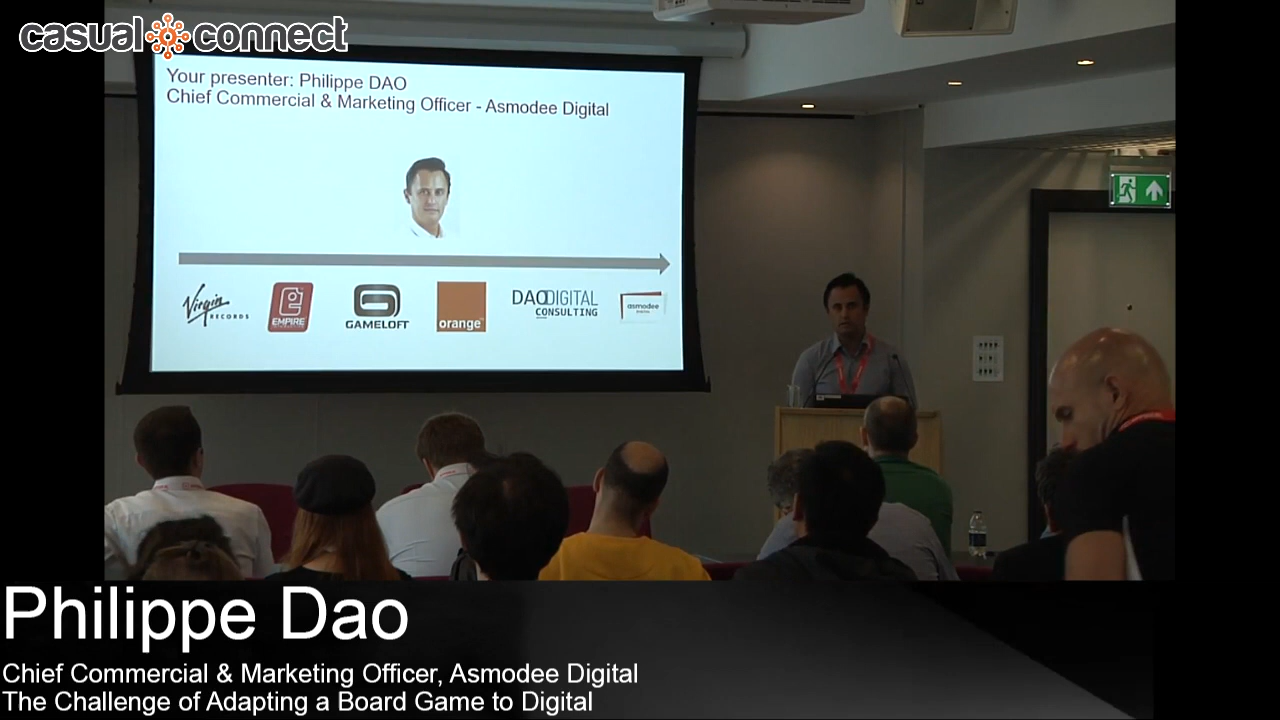 casual connect
Your presenter: Philippe DAO
Chief Commercial & Marketing Officer - Asmodee Digital
Virgin
RECORDS
EMPIRE
GAMELOFT
orange
DAODIGITAL
CONSULTING
asmodee
DIGITAL
Philippe Dao
Chief Commercial & Marketing Officer, Asmodee Digital
The Challenge of Adapting a Board Game to Digital